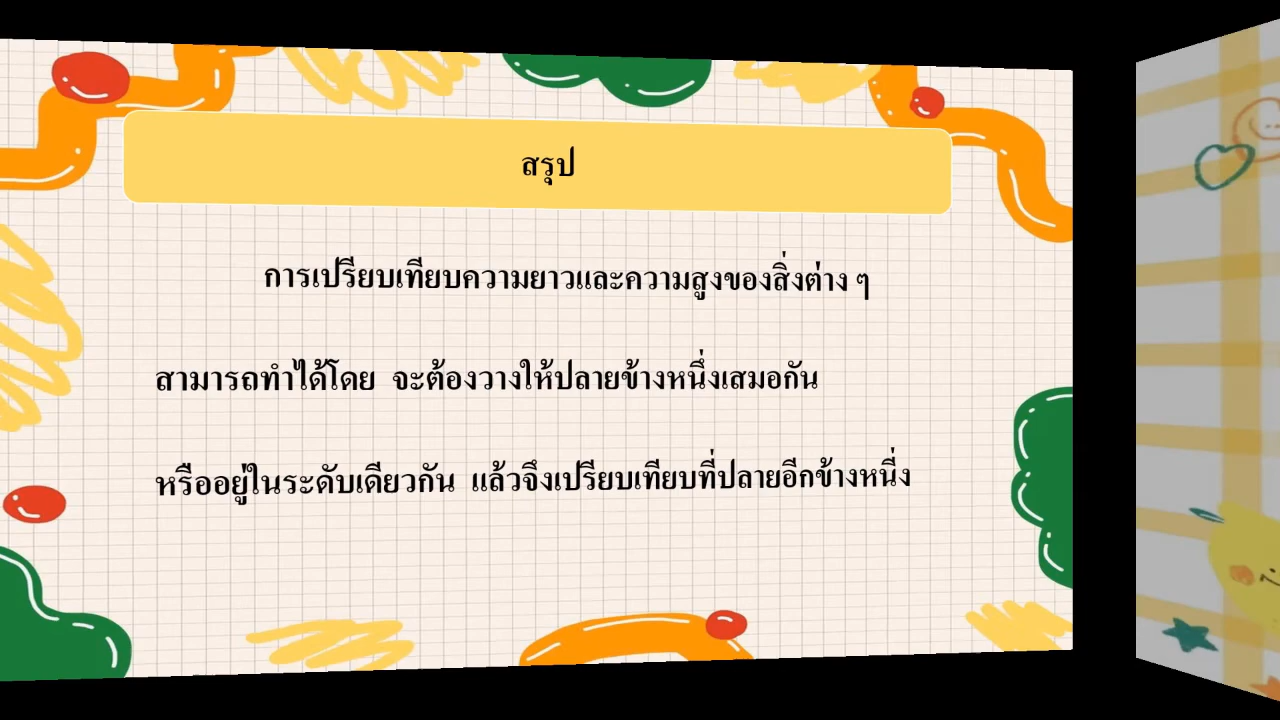 สรุป
การเปรียบเทียบความยาวและความสูงของสิ่งต่าง ๆ
สามารถทำได้โดย จะต้องวางให้ปลายข้างหนึ่งเสมอกัน
หรืออยู่ในระดับเดียวกัน แล้วจึงเปรียบเทียบที่ปลายอีกข้างหนึ่ง